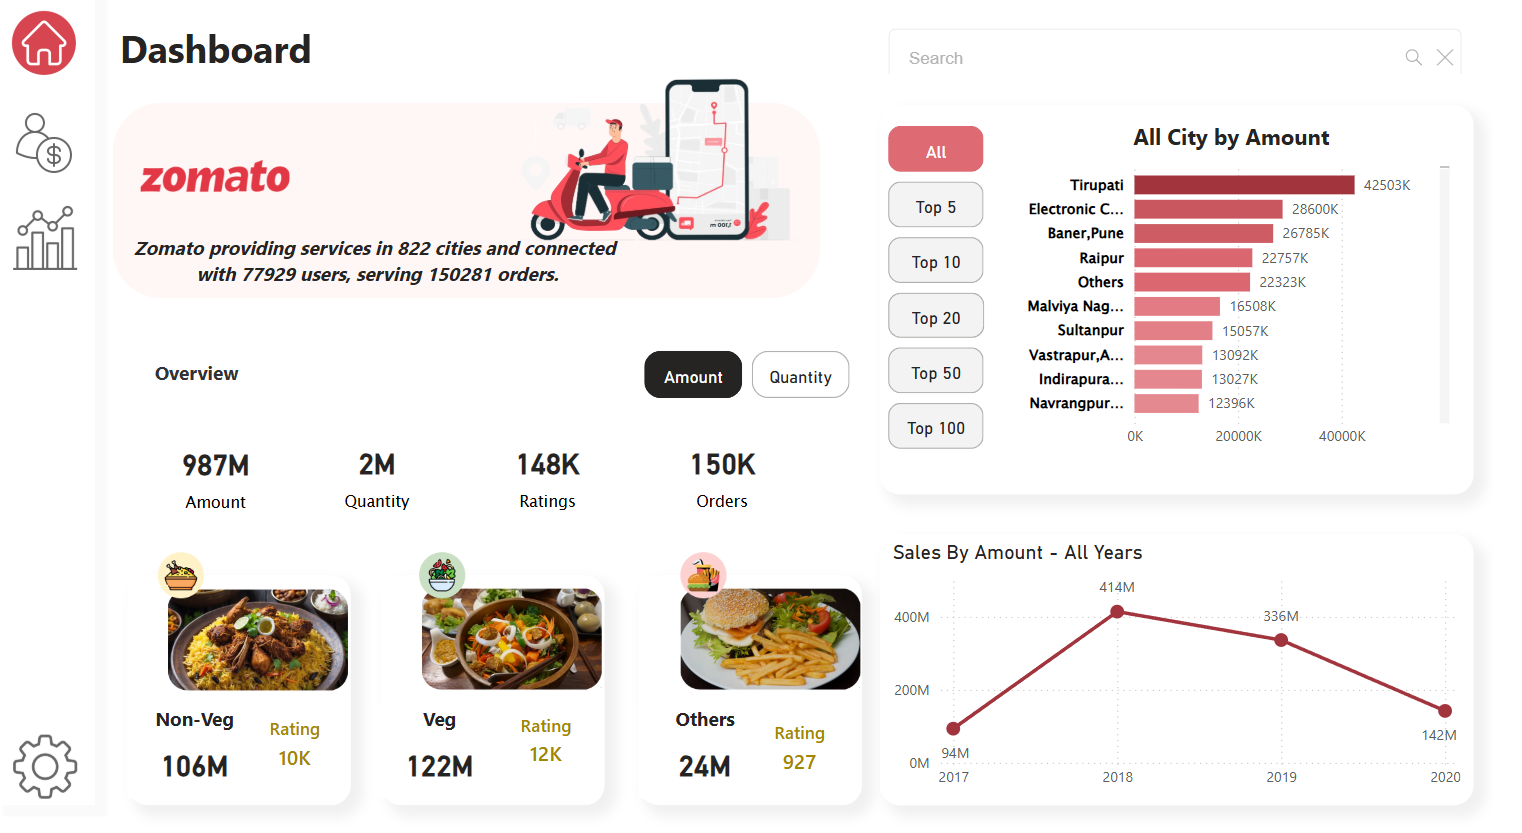 Dashboard
Search
zomato
Zomato providing services in 822 cities and connected
with 77929 users, serving 150281 orders.
All
Top 5
Top 10
Top 20
Top 50
Top 100
All City by Amount
Tirupati 42503K
Electronic C... 28600K
Baner,Pune 26785K
Raipur 22757K
Others 22323K
Malviya Nag... 16508K
Sultanpur 15057K
Vastrapur,A... 13092K
Indirapura... 13027K
Navrangpur... 12396K
0K 20000K 40000K
Overview
Amount
Quantity
987M 2M 148K 150K
Amount Quantity Ratings Orders
Non-Veg
106M
Rating
10K
Veg
122M
Rating
12K
Others
24M
Rating
927
Sales By Amount - All Years
414M
400M
336M
200M
142M
94M
0M
2017 2018 2019 2020